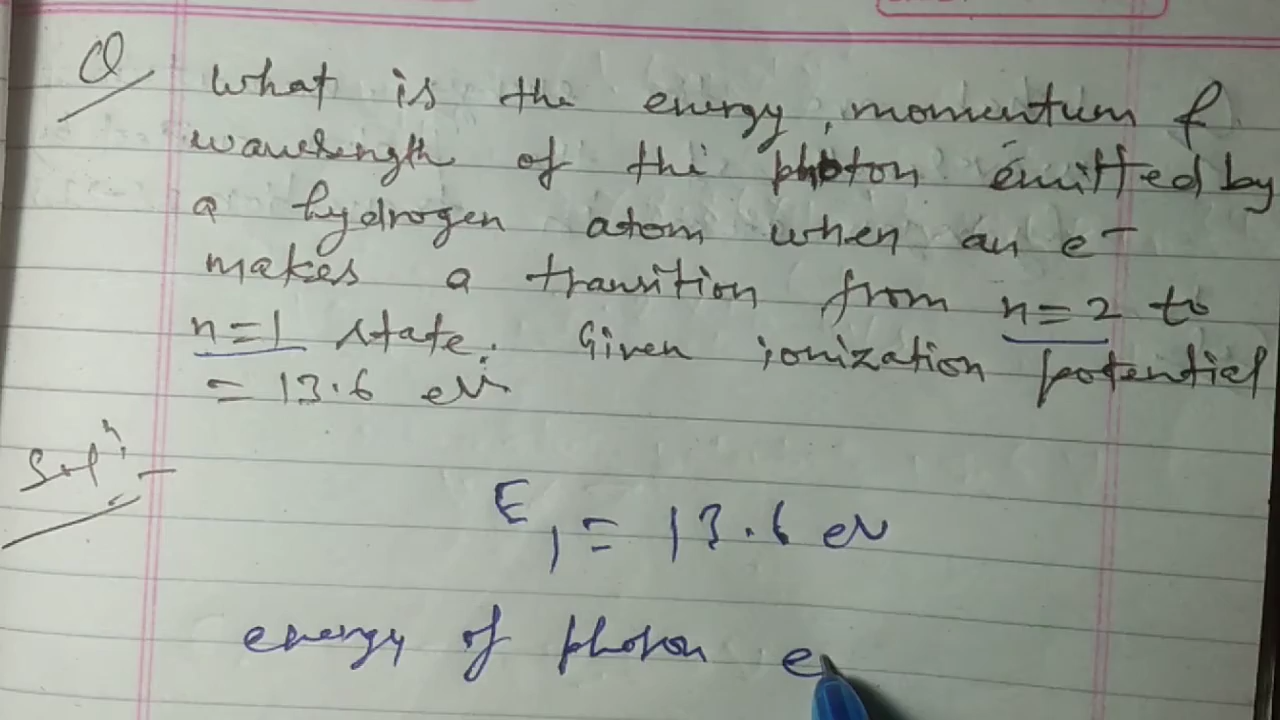 Q
What is the energy, momentum &
wavelength of the photon emitted by
a hydrogen atom when an e-
makes a transition from n=2 to
n=1 state. Given ionization potential
= 13.6 eV
Solⁿ:-
E₁ = 13.6 eV
energy of photon e